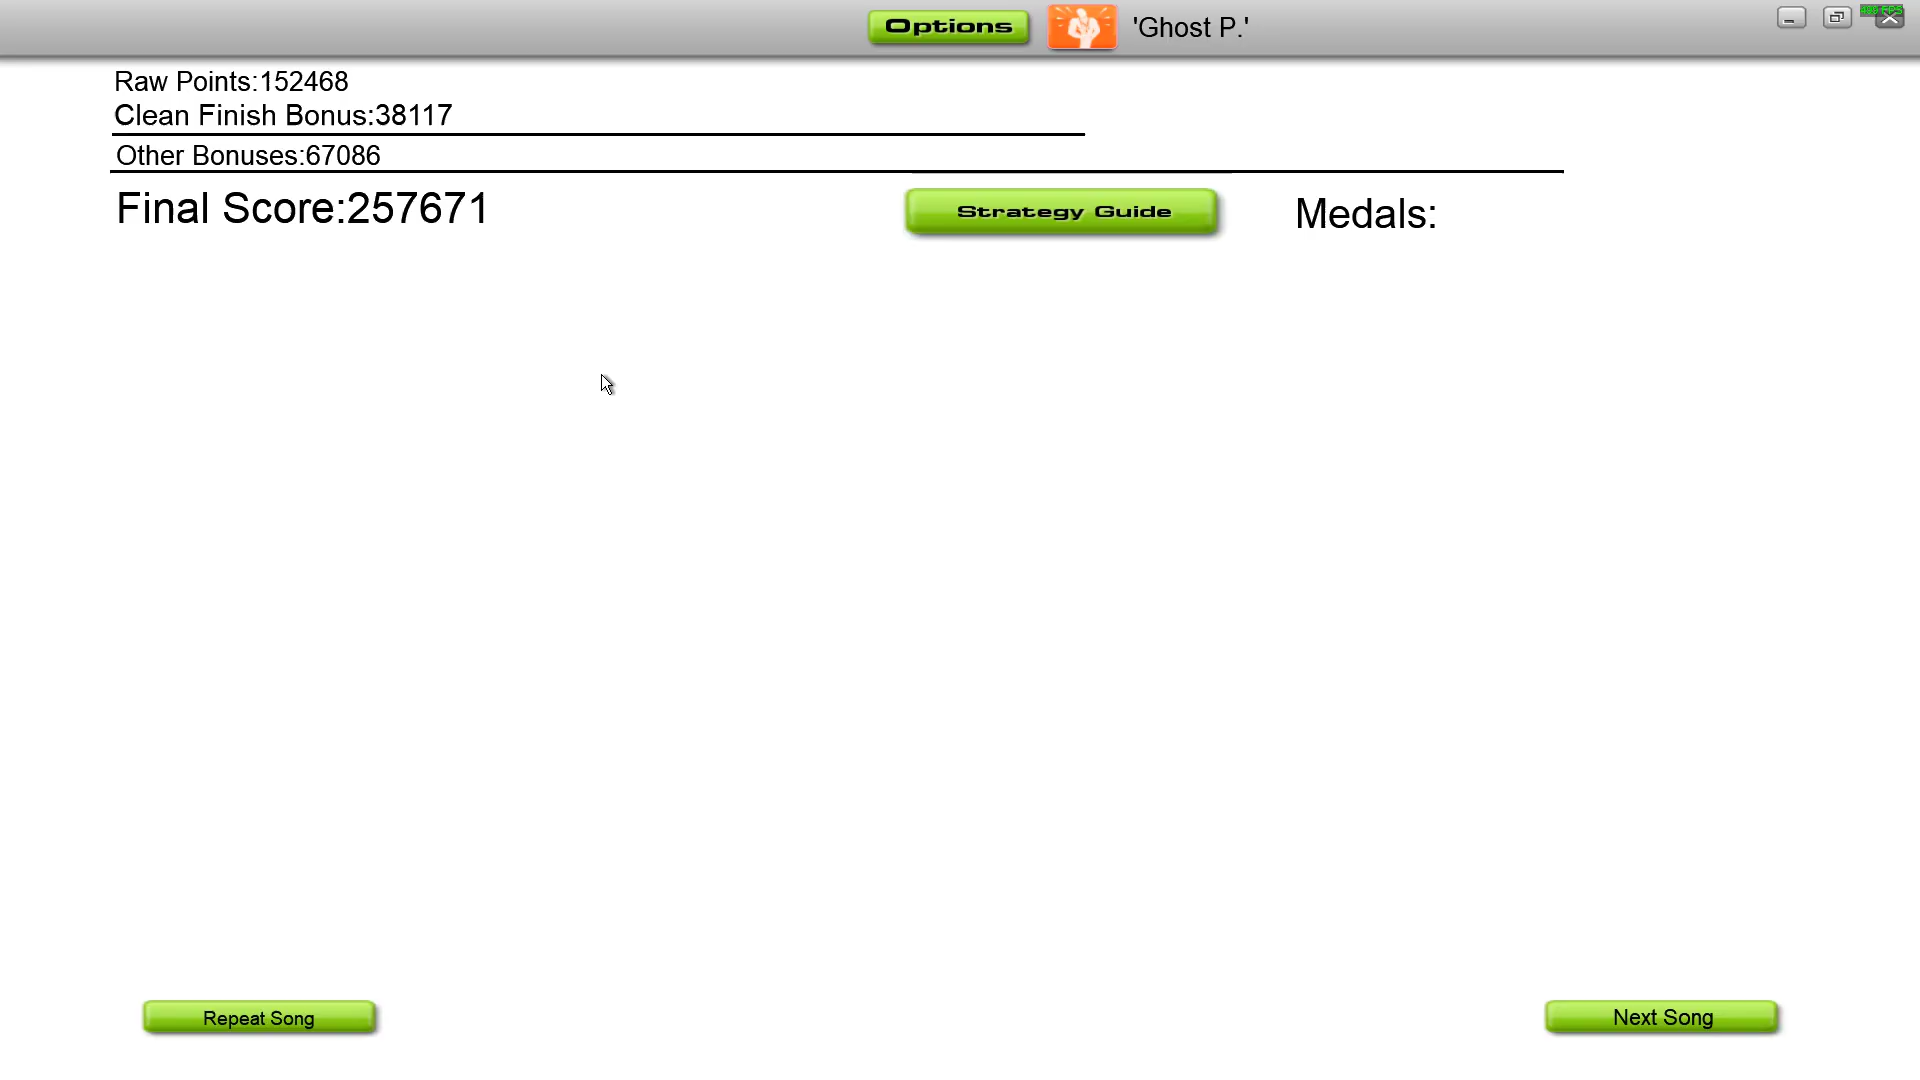 Options
'Ghost P.'
Raw Points:152468
Clean Finish Bonus:38117
Other Bonuses:67086
Final Score:257671
Strategy Guide
Medals:
Repeat Song
Next Song